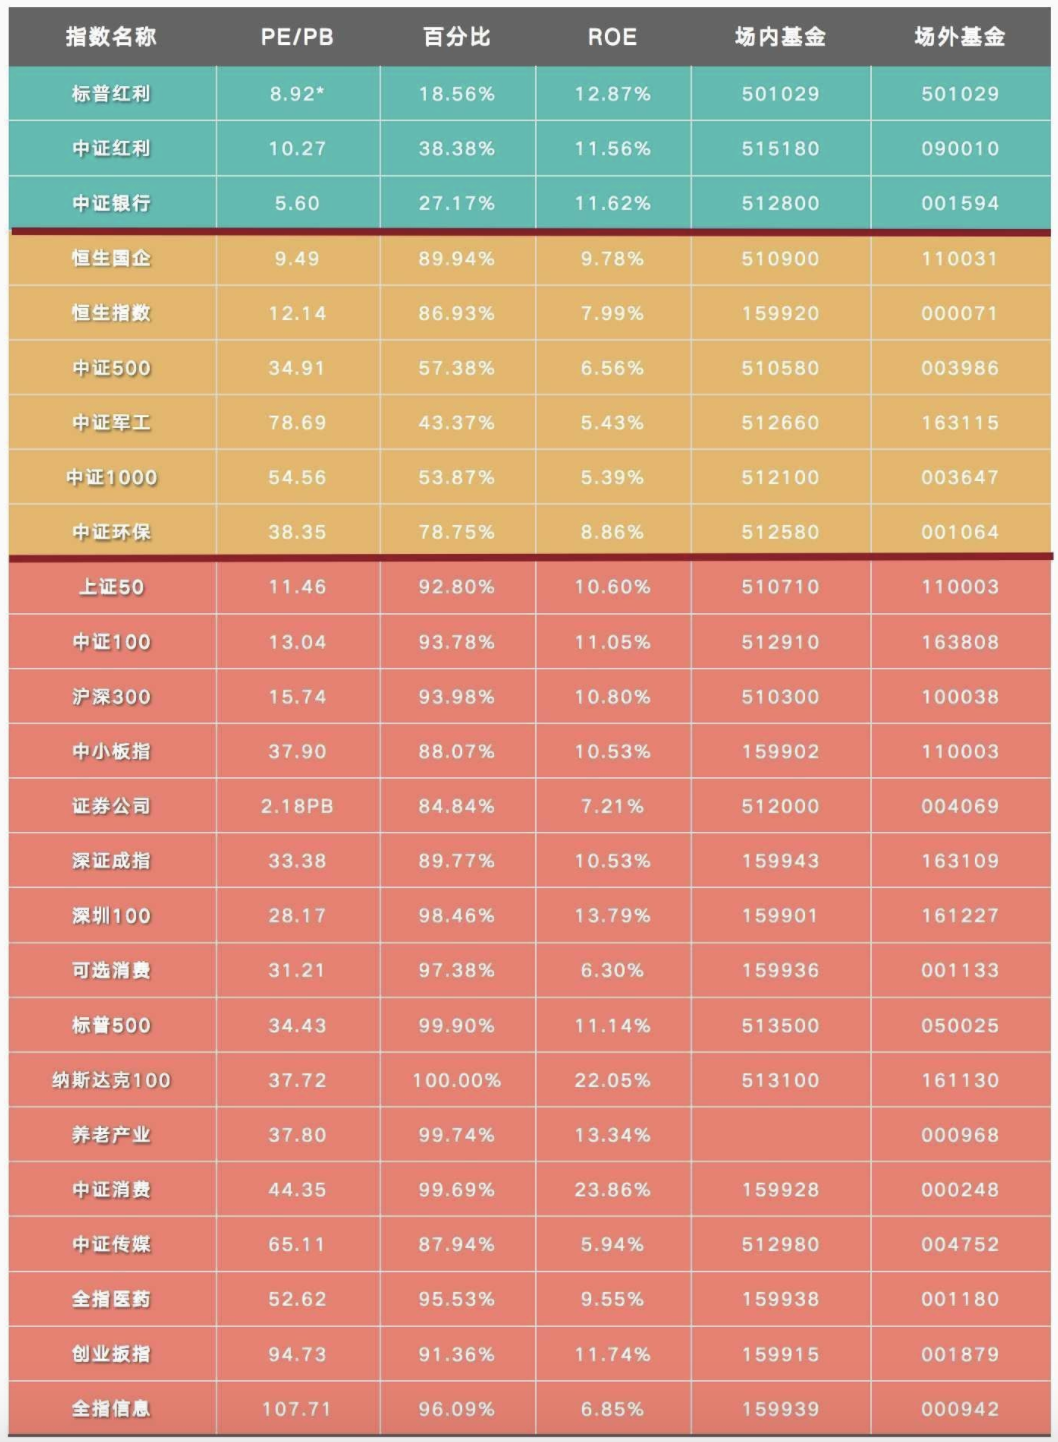 指数名称 PE/PB 百分比 ROE 场内基金 场外基金
标普红利 8.92* 18.56% 12.87% 501029 501029
中证红利 10.27 38.38% 11.56% 515180 090010
中证银行 5.60 27.17% 11.62% 512800 001594
恒生国企 9.49 89.94% 9.78% 510900 110031
恒生指数 12.14 86.93% 7.99% 159920 000071
中证500 34.91 57.38% 6.56% 510580 003986
中证军工 78.69 43.37% 5.43% 512660 163115
中证1000 54.56 53.87% 5.39% 512100 003647
中证环保 38.35 78.75% 8.86% 512580 001064
上证50 11.46 92.80% 10.60% 510710 110003
中证100 13.04 93.78% 11.05% 512910 163808
沪深300 15.74 93.98% 10.80% 510300 100038
中小板指 37.90 88.07% 10.53% 159902 110003
证券公司 2.18PB 84.84% 7.21% 512000 004069
深证成指 33.38 89.77% 10.53% 159943 163109
深圳100 28.17 98.46% 13.79% 159901 161227
可选消费 31.21 97.38% 6.30% 159936 001133
标普500 34.43 99.90% 11.14% 513500 050025
纳斯达克100 37.72 100.00% 22.05% 513100 161130
养老产业 37.80 99.74% 13.34% 000968
中证消费 44.35 99.69% 23.86% 159928 000248
中证传媒 65.11 87.94% 5.94% 512980 004752
全指医药 52.62 95.53% 9.55% 159938 001180
创业扳指 94.73 91.36% 11.74% 159915 001879
全指信息 107.71 96.09% 6.85% 159939 000942